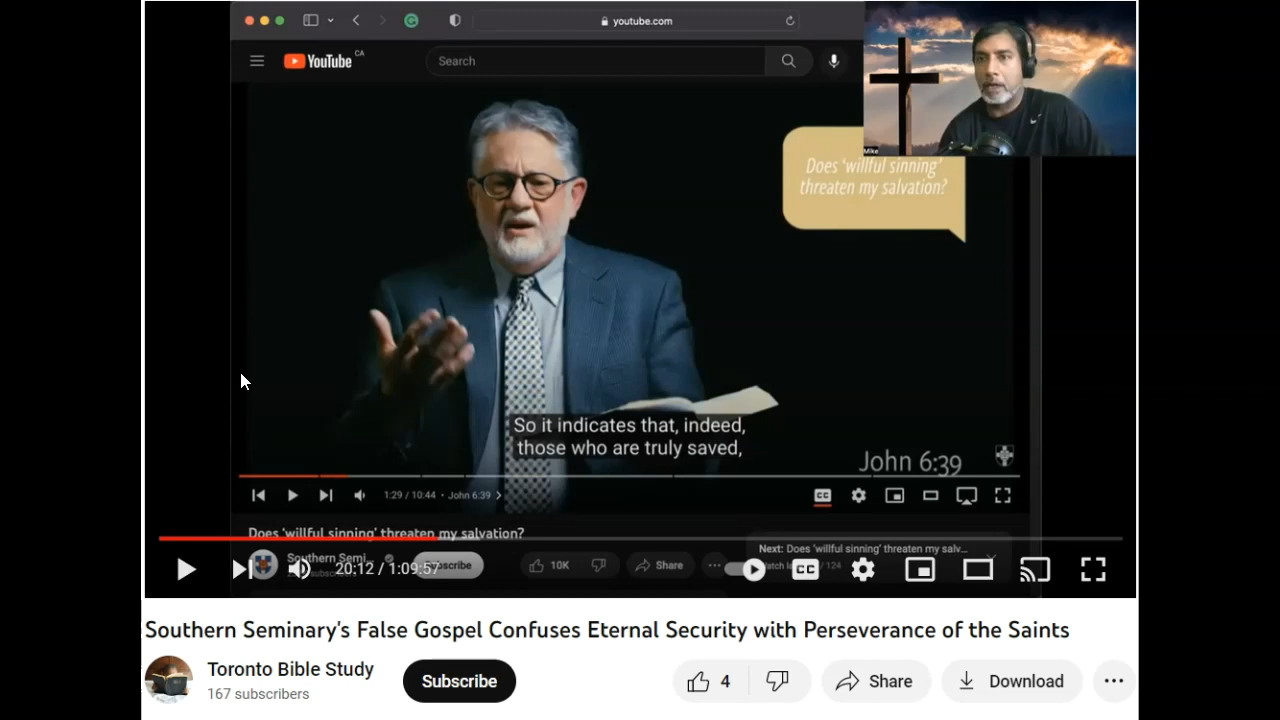 youtube.com
YouTube CA
Search
Mike
Does 'willful sinning'
threaten my salvation?
So it indicates that, indeed,
those who are truly saved,
John 6:39
1:29 / 10:44 • John 6:39
CC
Does 'willful sinning' threaten my salvation?
Southern Semi...
10K
Share
Next: Does 'willful sinning' threaten my salv...
/ 124
20:12 / 1:09:57
CC
Southern Seminary's False Gospel Confuses Eternal Security with Perseverance of the Saints
Toronto Bible Study
167 subscribers
Subscribe
4
Share
Download